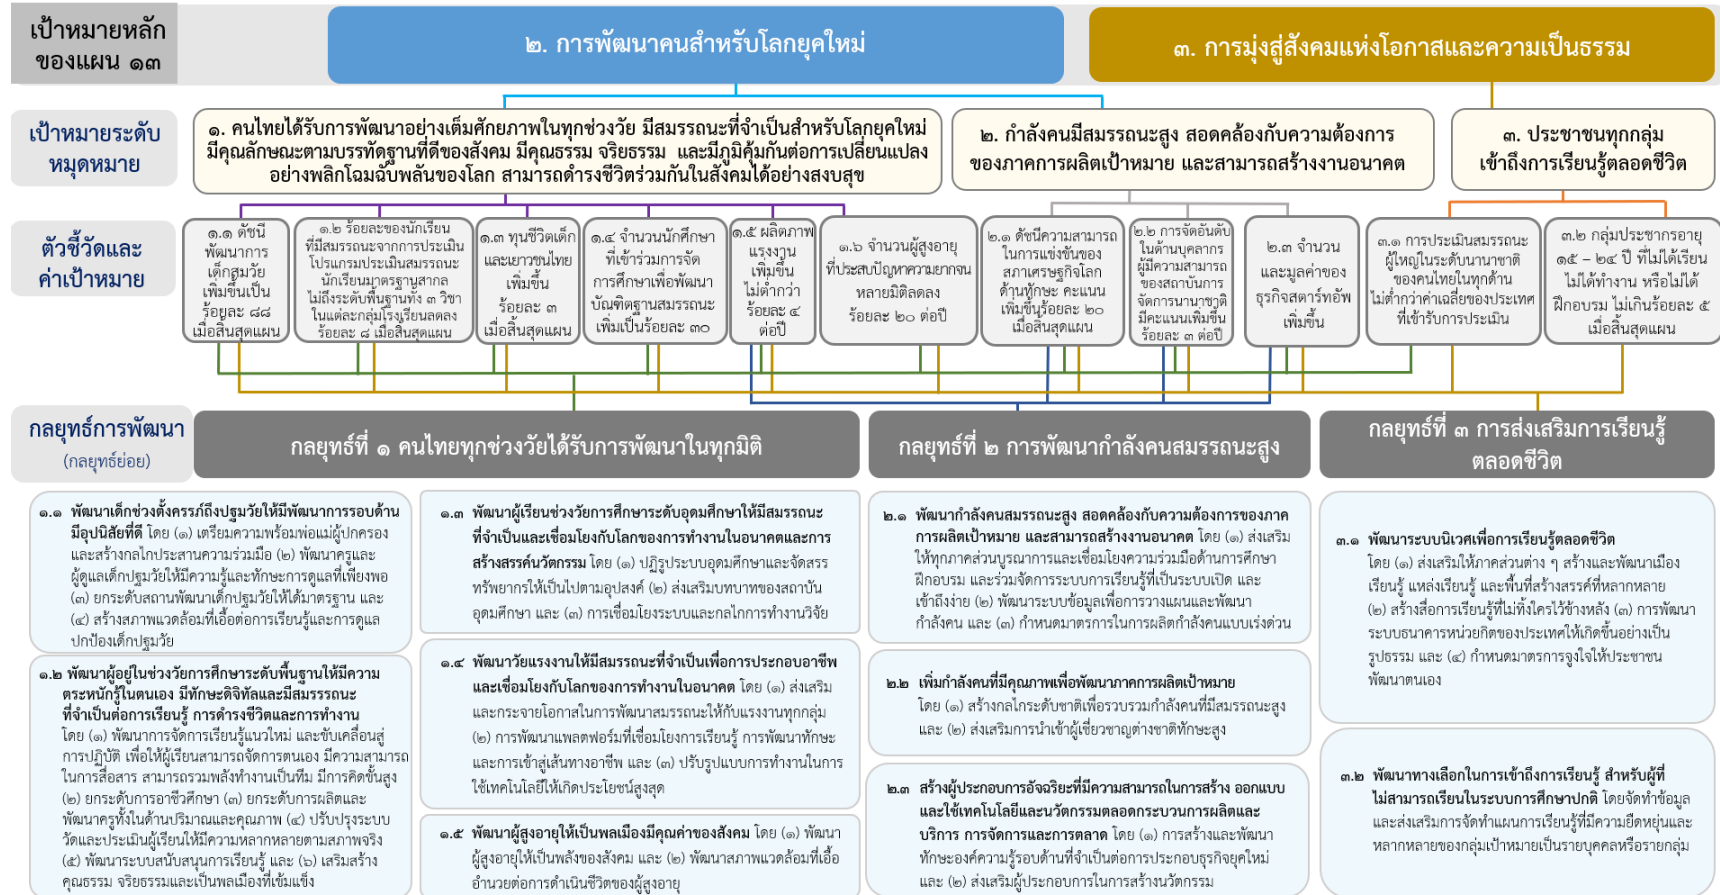 เป้าหมายหลัก
ของแผน ๑๓
๒. การพัฒนาคนสำหรับโลกยุคใหม่
๓. การมุ่งสู่สังคมแห่งโอกาสและความเป็นธรรม
เป้าหมายระดับ
หมุดหมาย
๑. คนไทยได้รับการพัฒนาอย่างเต็มศักยภาพในทุกช่วงวัย มีสมรรถนะที่จำเป็นสำหรับโลกยุคใหม่
มีคุณลักษณะตามบรรทัดฐานที่ดีของสังคม มีคุณธรรม จริยธรรม และมีภูมิคุ้มกันต่อการเปลี่ยนแปลง
อย่างพลิกโฉมฉับพลันของโลก สามารถดำรงชีวิตร่วมกันในสังคมได้อย่างสงบสุข
๒. กำลังคนมีสมรรถนะสูง สอดคล้องกับความต้องการ
ของภาคการผลิตเป้าหมาย และสามารถสร้างงานอนาคต
๓. ประชาชนทุกกลุ่ม
เข้าถึงการเรียนรู้ตลอดชีวิต
ตัวชี้วัดและ
ค่าเป้าหมาย
๑.๑ ดัชนี
พัฒนาการ
เด็กสมวัย
เพิ่มขึ้นเป็น
ร้อยละ ๘๘
เมื่อสิ้นสุดแผน
๑.๒ ร้อยละของนักเรียน
ที่มีสมรรถนะจากการประเมิน
โปรแกรมประเมินสมรรถนะ
นักเรียนมาตรฐานสากล
ไม่ถึงระดับพื้นฐานทั้ง ๓ วิชา
ในแต่ละกลุ่มโรงเรียนลดลง
ร้อยละ ๘ เมื่อสิ้นสุดแผน
๑.๓ ทุนชีวิตเด็ก
และเยาวชนไทย
เพิ่มขึ้น
ร้อยละ ๓
เมื่อสิ้นสุดแผน
๑.๔ จำนวนนักศึกษา
ที่เข้าร่วมการจัด
การศึกษาเพื่อพัฒนา
บัณฑิตฐานสมรรถนะ
เพิ่มเป็นร้อยละ ๓๐
๑.๕ ผลิตภาพ
แรงงาน
เพิ่มขึ้น
ไม่ต่ำกว่า
ร้อยละ ๔
ต่อปี
๑.๖ จำนวนผู้สูงอายุ
ที่ประสบปัญหาความยากจน
หลายมิติลดลง
ร้อยละ ๒๐ ต่อปี
๒.๑ ดัชนีความสามารถ
ในการแข่งขันของ
สภาเศรษฐกิจโลก
ด้านทักษะ คะแนน
เพิ่มขึ้นร้อยละ ๒๐
เมื่อสิ้นสุดแผน
๒.๒ การจัดอันดับ
ในด้านบุคลากร
ผู้มีความสามารถ
ของสถาบันการ
จัดการนานาชาติ
มีคะแนนเพิ่มขึ้น
ร้อยละ ๓ ต่อปี
๒.๓ จำนวน
และมูลค่าของ
ธุรกิจสตาร์ทอัพ
เพิ่มขึ้น
๓.๑ การประเมินสมรรถนะ
ผู้ใหญ่ในระดับนานาชาติ
ของคนไทยในทุกด้าน
ไม่ต่ำกว่าค่าเฉลี่ยของประเทศ
ที่เข้ารับการประเมิน
๓.๒ กลุ่มประชากรอายุ
๑๕ – ๒๔ ปี ที่ไม่ได้เรียน
ไม่ได้ทำงาน หรือไม่ได้
ฝึกอบรม ไม่เกินร้อยละ ๕
เมื่อสิ้นสุดแผน
กลยุทธ์การพัฒนา
(กลยุทธ์ย่อย)
กลยุทธ์ที่ ๑ คนไทยทุกช่วงวัยได้รับการพัฒนาในทุกมิติ
กลยุทธ์ที่ ๒ การพัฒนากำลังคนสมรรถนะสูง
กลยุทธ์ที่ ๓ การส่งเสริมการเรียนรู้
ตลอดชีวิต
๑.๑ พัฒนาเด็กช่วงตั้งครรภ์ถึงปฐมวัยให้มีพัฒนาการรอบด้าน
มีอุปนิสัยที่ดี โดย (๑) เตรียมความพร้อมพ่อแม่ผู้ปกครอง
และสร้างกลไกประสานความร่วมมือ (๒) พัฒนาครูและ
ผู้ดูแลเด็กปฐมวัยให้มีความรู้และทักษะการดูแลที่เพียงพอ
(๓) ยกระดับสถานพัฒนาเด็กปฐมวัยให้ได้มาตรฐาน และ
(๔) สร้างสภาพแวดล้อมที่เอื้อต่อการเรียนรู้และการดูแล
ปกป้องเด็กปฐมวัย
๑.๒ พัฒนาผู้อยู่ในช่วงวัยการศึกษาระดับพื้นฐานให้มีความ
ตระหนักรู้ในตนเอง มีทักษะดิจิทัลและมีสมรรรถนะ
ที่จำเป็นต่อการเรียนรู้ การดำรงชีวิตและการทำงาน
โดย (๑) พัฒนาการจัดการเรียนรู้แนวใหม่ และขับเคลื่อนสู่
การปฏิบัติ เพื่อให้ผู้เรียนสามารถจัดการตนเอง มีความสามารถ
ในการสื่อสาร สามารถรวมพลังทำงานเป็นทีม มีการคิดขั้นสูง
(๒) ยกระดับการอาชีวศึกษา (๓) ยกระดับการผลิตและ
พัฒนาครูทั้งในด้านปริมาณและคุณภาพ (๔) ปรับปรุงระบบ
วัดและประเมินผู้เรียนให้มีความหลากหลายตามสภาพจริง
(๕) พัฒนาระบบสนับสนุนการเรียนรู้ และ (๖) เสริมสร้าง
คุณธรรม จริยธรรมและเป็นพลเมืองที่เข้มแข็ง
๑.๓ พัฒนาผู้เรียนช่วงวัยการศึกษาระดับอุดมศึกษาให้มีสมรรถนะ
ที่จำเป็นและเชื่อมโยงกับโลกของการทำงานในอนาคตและการ
สร้างสรรค์นวัตกรรม โดย (๑) ปฏิรูประบบอุดมศึกษาและจัดสรร
ทรัพยากรให้เป็นไปตามอุปสงค์ (๒) ส่งเสริมบทบาทของสถาบัน
อุดมศึกษา และ (๓) การเชื่อมโยงระบบและกลไกการทำงานวิจัย
๑.๔ พัฒนาวัยแรงงานให้มีสมรรถนะที่จำเป็นเพื่อการประกอบอาชีพ
และเชื่อมโยงกับโลกของการทำงานในอนาคต โดย (๑) ส่งเสริม
และกระจายโอกาสในการพัฒนาสมรรถนะให้กับแรงงานทุกกลุ่ม
(๒) การพัฒนาแพลตฟอร์มที่เชื่อมโยงการเรียนรู้ การพัฒนาทักษะ
และการเข้าสู่เส้นทางอาชีพ และ (๓) ปรับรูปแบบการทำงานในการ
ใช้เทคโนโลยีให้เกิดประโยชน์สูงสุด
๑.๕ พัฒนาผู้สูงอายุให้เป็นพลเมืองมีคุณค่าของสังคม โดย (๑) พัฒนา
ผู้สูงอายุให้เป็นพลังของสังคม และ (๒) พัฒนาสภาพแวดล้อมที่เอื้อ
อำนวยต่อการดำเนินชีวิตของผู้สูงอายุ
๒.๑ พัฒนากำลังคนสมรรถนะสูง สอดคล้องกับความต้องการของภาค
การผลิตเป้าหมาย และสามารถสร้างงานอนาคต โดย (๑) ส่งเสริม
ให้ทุกภาคส่วนบูรณาการและเชื่อมโยงความร่วมมือด้านการศึกษา
ฝึกอบรม และร่วมจัดการระบบการเรียนรู้ที่เป็นระบบเปิด และ
เข้าถึงง่าย (๒) พัฒนาระบบข้อมูลเพื่อการวางแผนและพัฒนา
กำลังคน และ (๓) กำหนดมาตรการในการผลิตกำลังคนแบบเร่งด่วน
๒.๒ เพิ่มกำลังคนที่มีคุณภาพเพื่อพัฒนาภาคการผลิตเป้าหมาย
โดย (๑) สร้างกลไกระดับชาติเพื่อรวบรวมกำลังคนที่มีสมรรถนะสูง
และ (๒) ส่งเสริมการนำเข้าผู้เชี่ยวชาญต่างชาติทักษะสูง
๒.๓ สร้างผู้ประกอบการอัจฉริยะที่มีความสามารถในการสร้าง ออกแบบ
และใช้เทคโนโลยีและนวัตกรรมตลอดกระบวนการผลิตและ
บริการ การจัดการและการตลาด โดย (๑) การสร้างและพัฒนา
ทักษะองค์ความรู้รอบด้านที่จำเป็นต่อการประกอบธุรกิจยุคใหม่
และ (๒) ส่งเสริมผู้ประกอบการในการสร้างนวัตกรรม
๓.๑ พัฒนาระบบนิเวศเพื่อการเรียนรู้ตลอดชีวิต
โดย (๑) ส่งเสริมให้ภาคส่วนต่าง ๆ สร้างและพัฒนาเมือง
เรียนรู้ แหล่งเรียนรู้ และพื้นที่สร้างสรรค์ที่หลากหลาย
(๒) สร้างสื่อการเรียนรู้ที่ไม่ทิ้งใครไว้ข้างหลัง (๓) การพัฒนา
ระบบธนาคารหน่วยกิตของประเทศให้เกิดขึ้นอย่างเป็น
รูปธรรม และ (๔) กำหนดมาตรการจูงใจให้ประชาชน
พัฒนาตนเอง
๓.๒ พัฒนาทางเลือกในการเข้าถึงการเรียนรู้ สำหรับผู้ที่
ไม่สามารถเรียนในระบบการศึกษาปกติ โดยจัดทำข้อมูล
และส่งเสริมการจัดทำแผนการเรียนรู้ที่มีความยืดหยุ่นและ
หลากหลายของกลุ่มเป้าหมายเป็นรายบุคคลหรือรายกลุ่ม